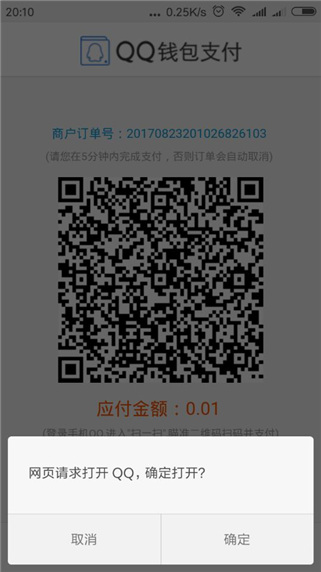 20:10 ... 0.25K/s
QQ钱包支付
商户订单号：20170823201026826103
(请您在5分钟内完成支付，否则订单会自动取消)
应付金额：0.01
(登录手机QQ 进入"扫一扫" 瞄准二维码扫码并支付)
网页请求打开 QQ，确定打开？
取消 确定